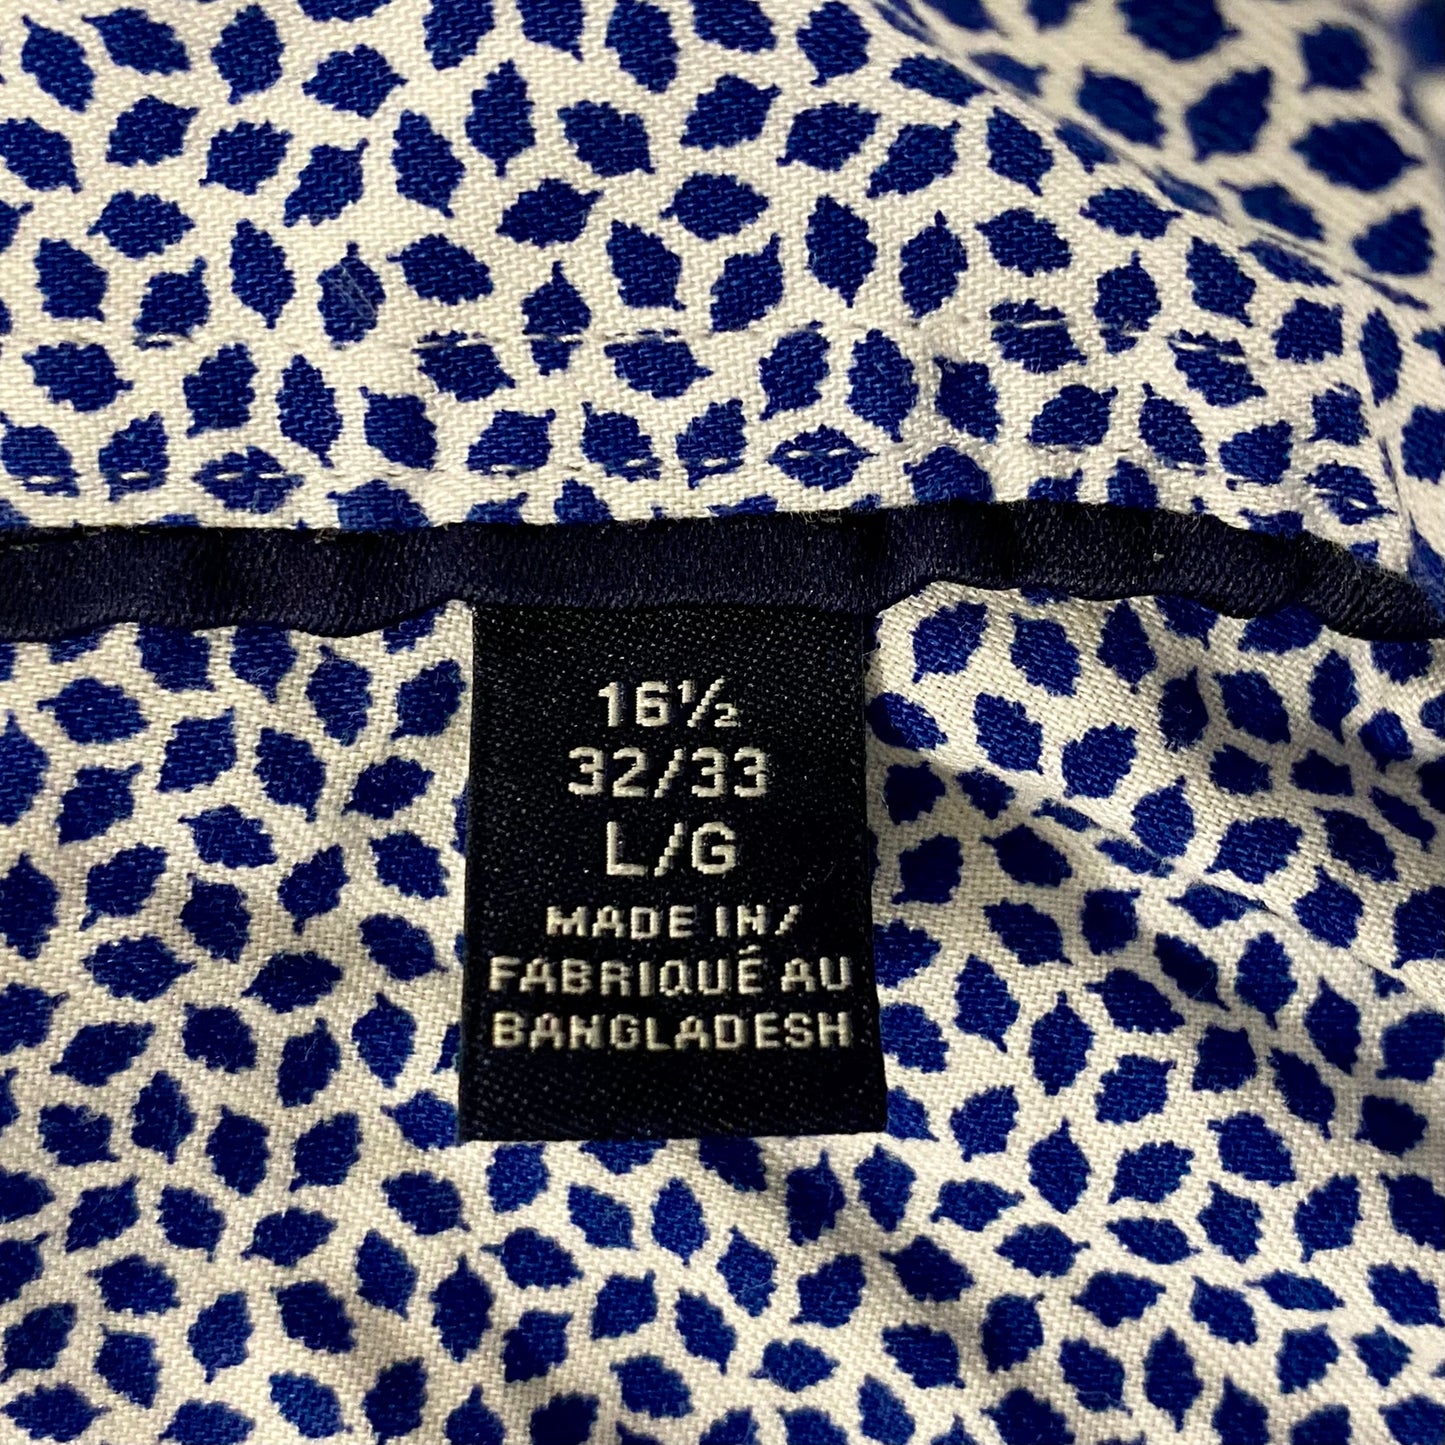 16½
32/33
L/G
MADE IN/
FABRIQUÉ AU
BANGLADESH